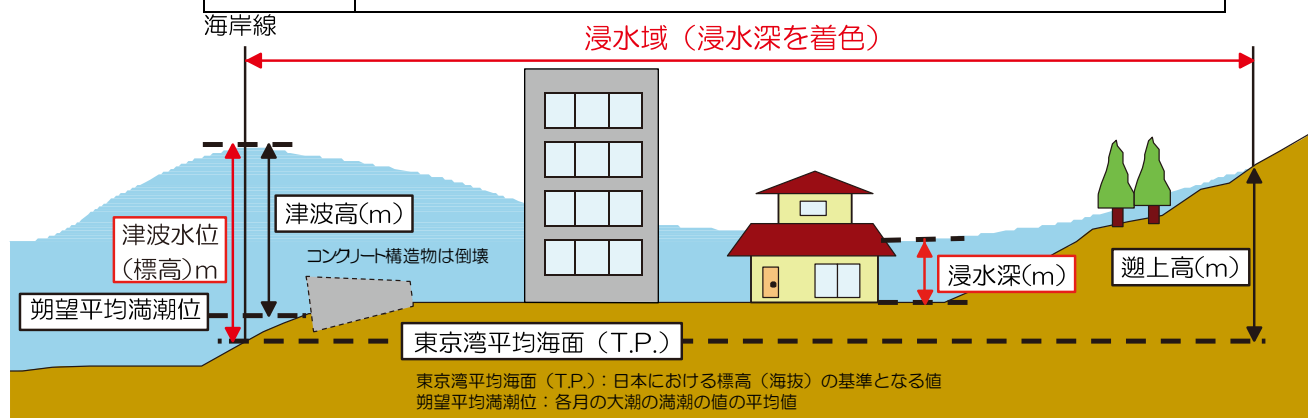 海岸線
浸水域（浸水深を着色）
津波高(m)
津波水位
(標高)m
コンクリート構造物は倒壊
朔望平均満潮位
浸水深(m)
遡上高(m)
東京湾平均海面（T.P.）
東京湾平均海面（T.P.）：日本における標高（海抜）の基準となる値
朔望平均満潮位：各月の大潮の満潮の値の平均値